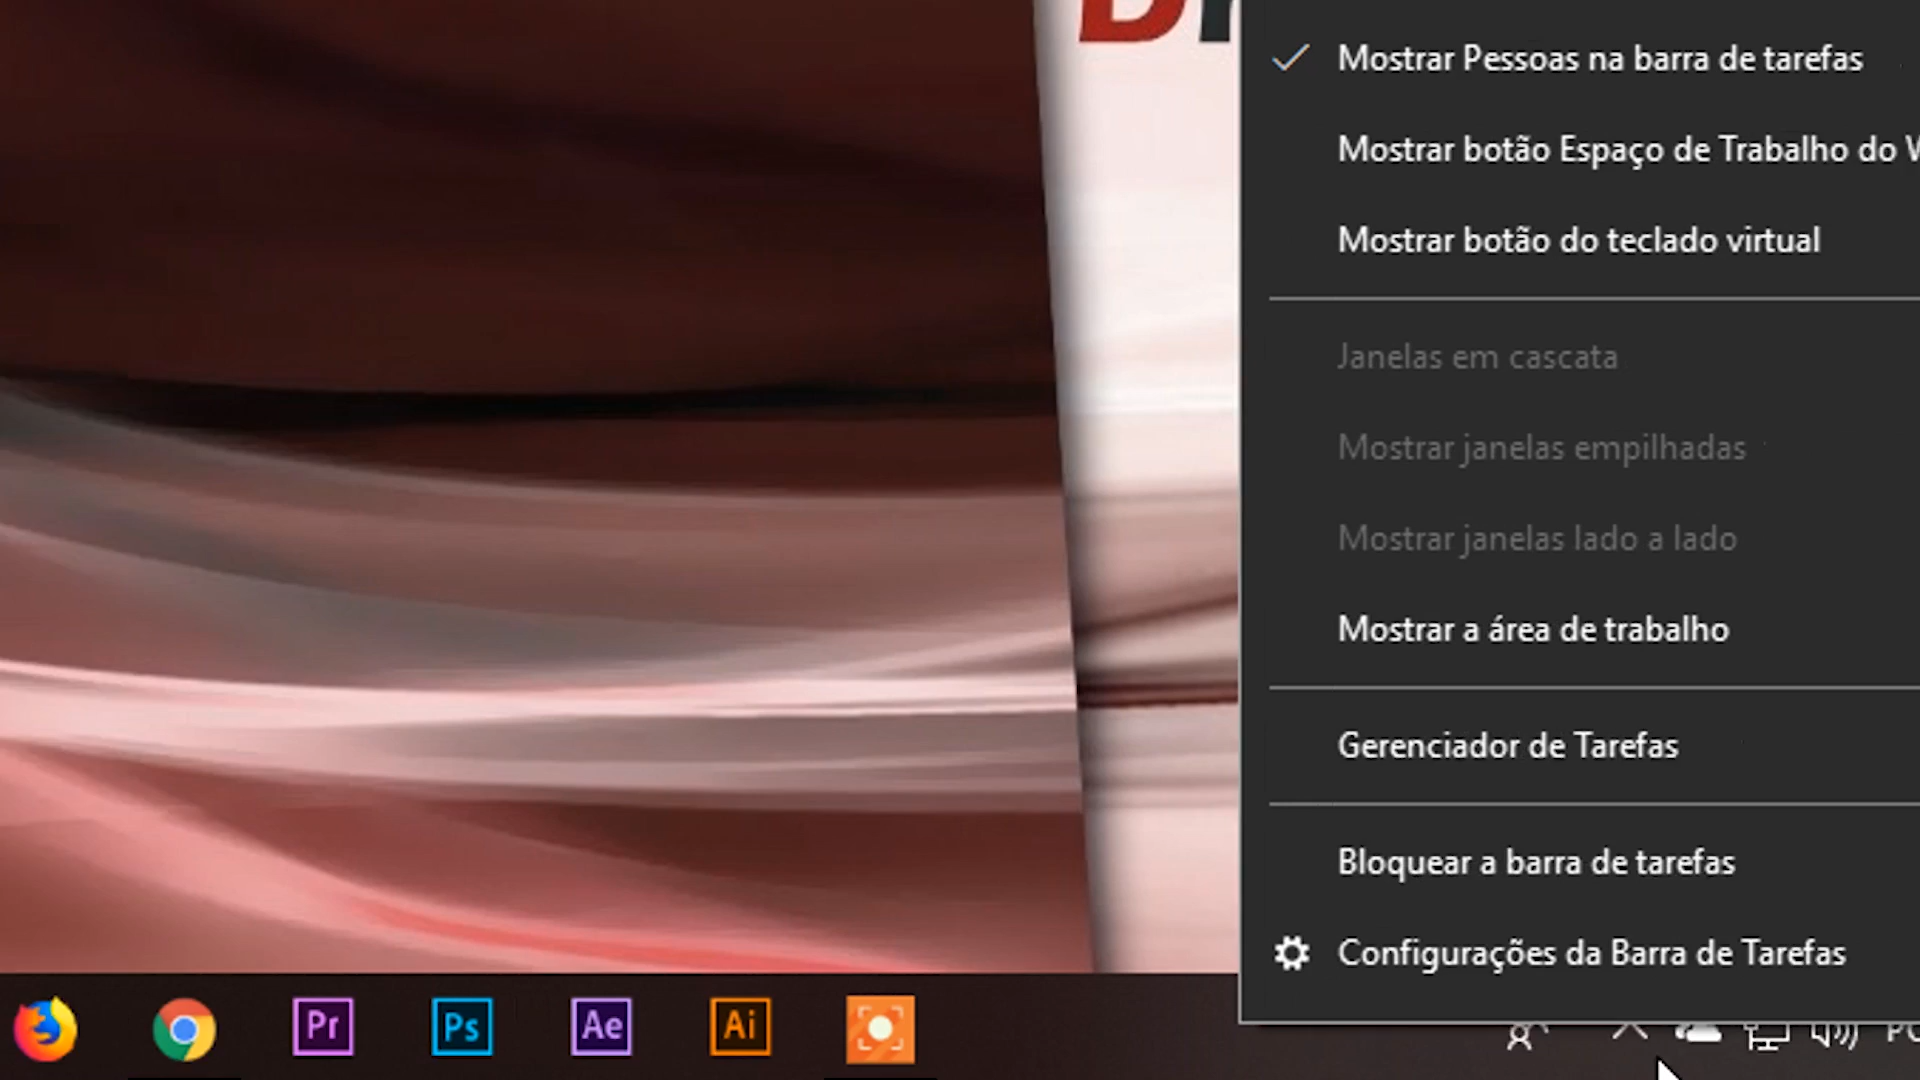 Mostrar Pessoas na barra de tarefas
Mostrar botão Espaço de Trabalho do
Mostrar botão do teclado virtual
Janelas em cascata
Mostrar janelas empilhadas
Mostrar janelas lado a lado
Mostrar a área de trabalho
Gerenciador de Tarefas
Bloquear a barra de tarefas
Configurações da Barra de Tarefas
Pr Ps Ae Ai